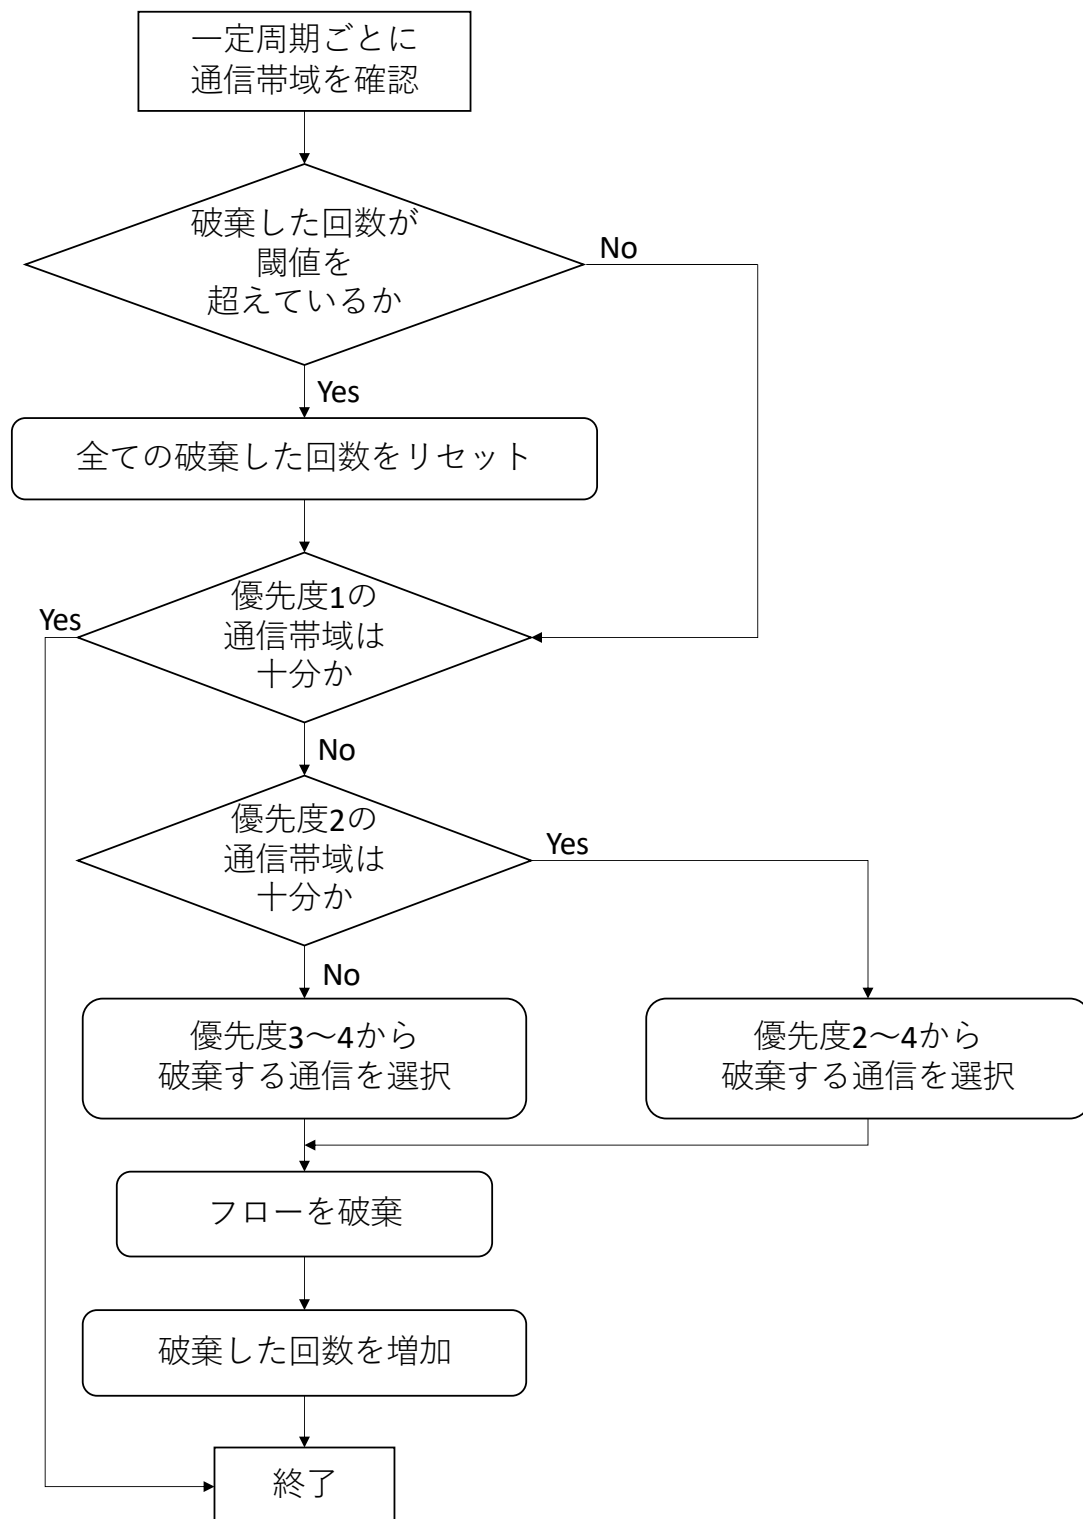 一定周期ごとに
通信帯域を確認
破棄した回数が
閾値を
超えているか
No
Yes
全ての破棄した回数をリセット
優先度1の
通信帯域は
十分か
Yes
No
優先度2の
通信帯域は
十分か
Yes
No
優先度3～4から
破棄する通信を選択
優先度2～4から
破棄する通信を選択
フローを破棄
破棄した回数を増加
終了